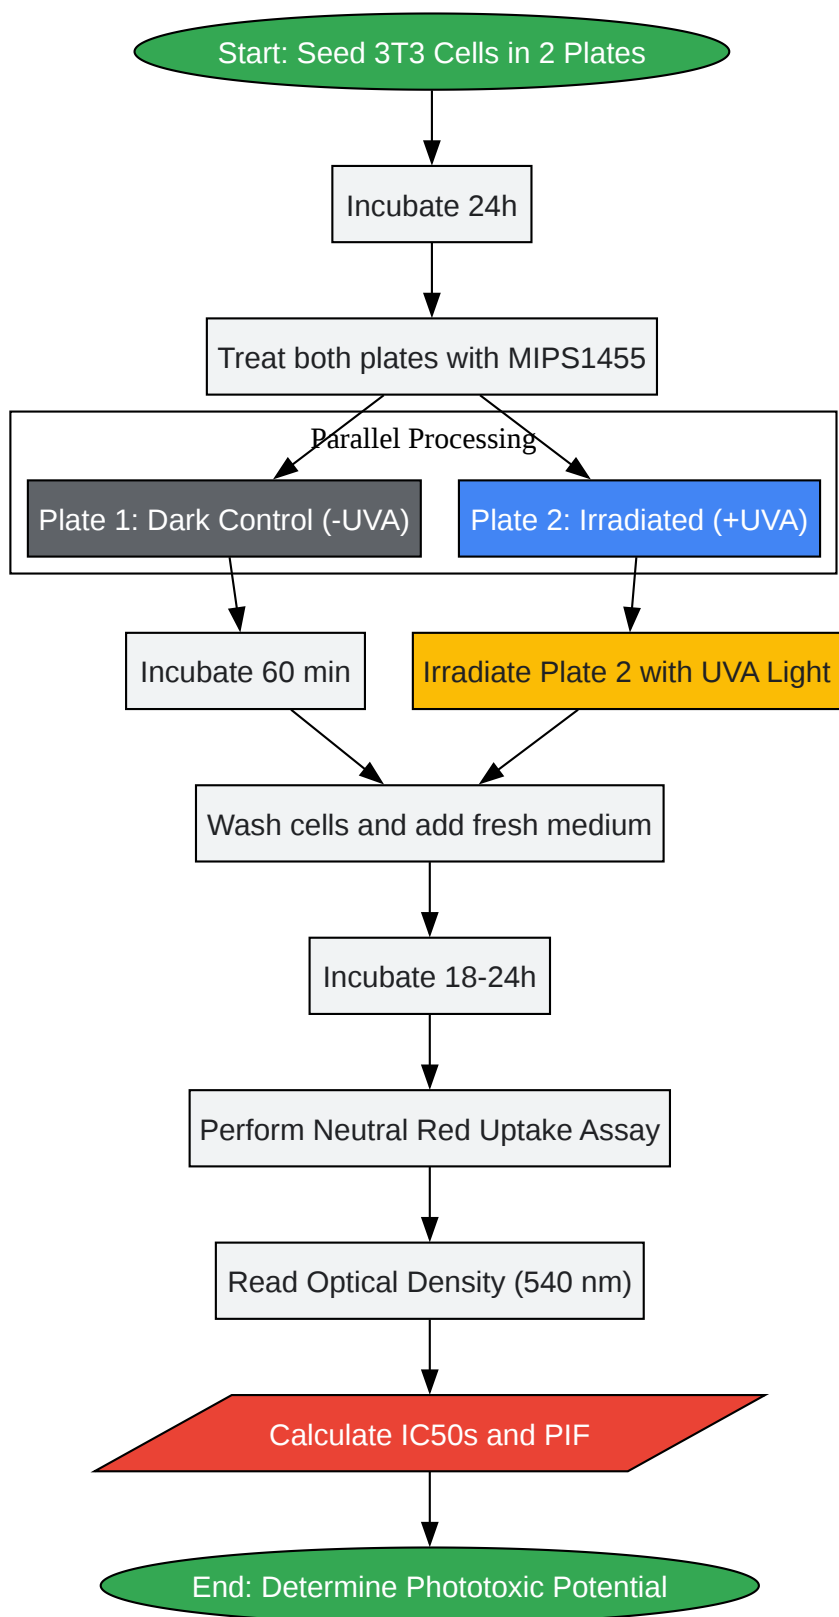 Start: Seed 3T3 Cells in 2 Plates
Incubate 24h
Treat both plates with MIPS1455
Parallel Processing
Plate 1: Dark Control (-UVA)
Plate 2: Irradiated (+UVA)
Incubate 60 min
Irradiate Plate 2 with UVA Light
Wash cells and add fresh medium
Incubate 18-24h
Perform Neutral Red Uptake Assay
Read Optical Density (540 nm)
Calculate IC50s and PIF
End: Determine Phototoxic Potential